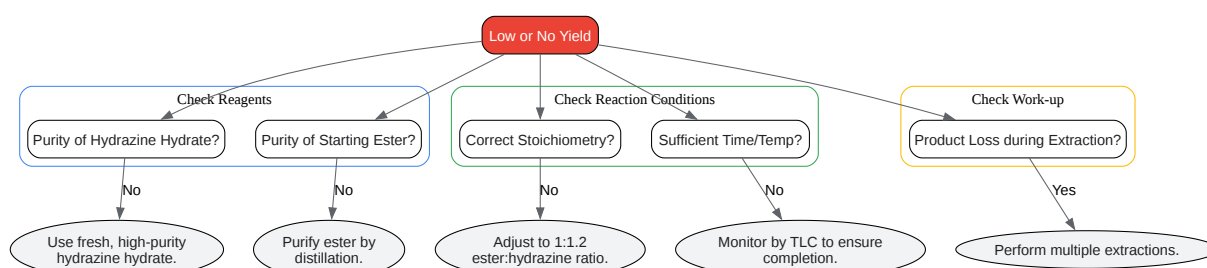 Low or No Yield
Check Reagents
Check Reaction Conditions
Check Work-up
Purity of Hydrazine Hydrate?
Purity of Starting Ester?
Correct Stoichiometry?
Sufficient Time/Temp?
Product Loss during Extraction?
No
No
No
No
Yes
Use fresh, high-purity
hydrazine hydrate.
Purify ester by
distillation.
Adjust to 1:1.2
ester:hydrazine ratio.
Monitor by TLC to ensure
completion.
Perform multiple extractions.